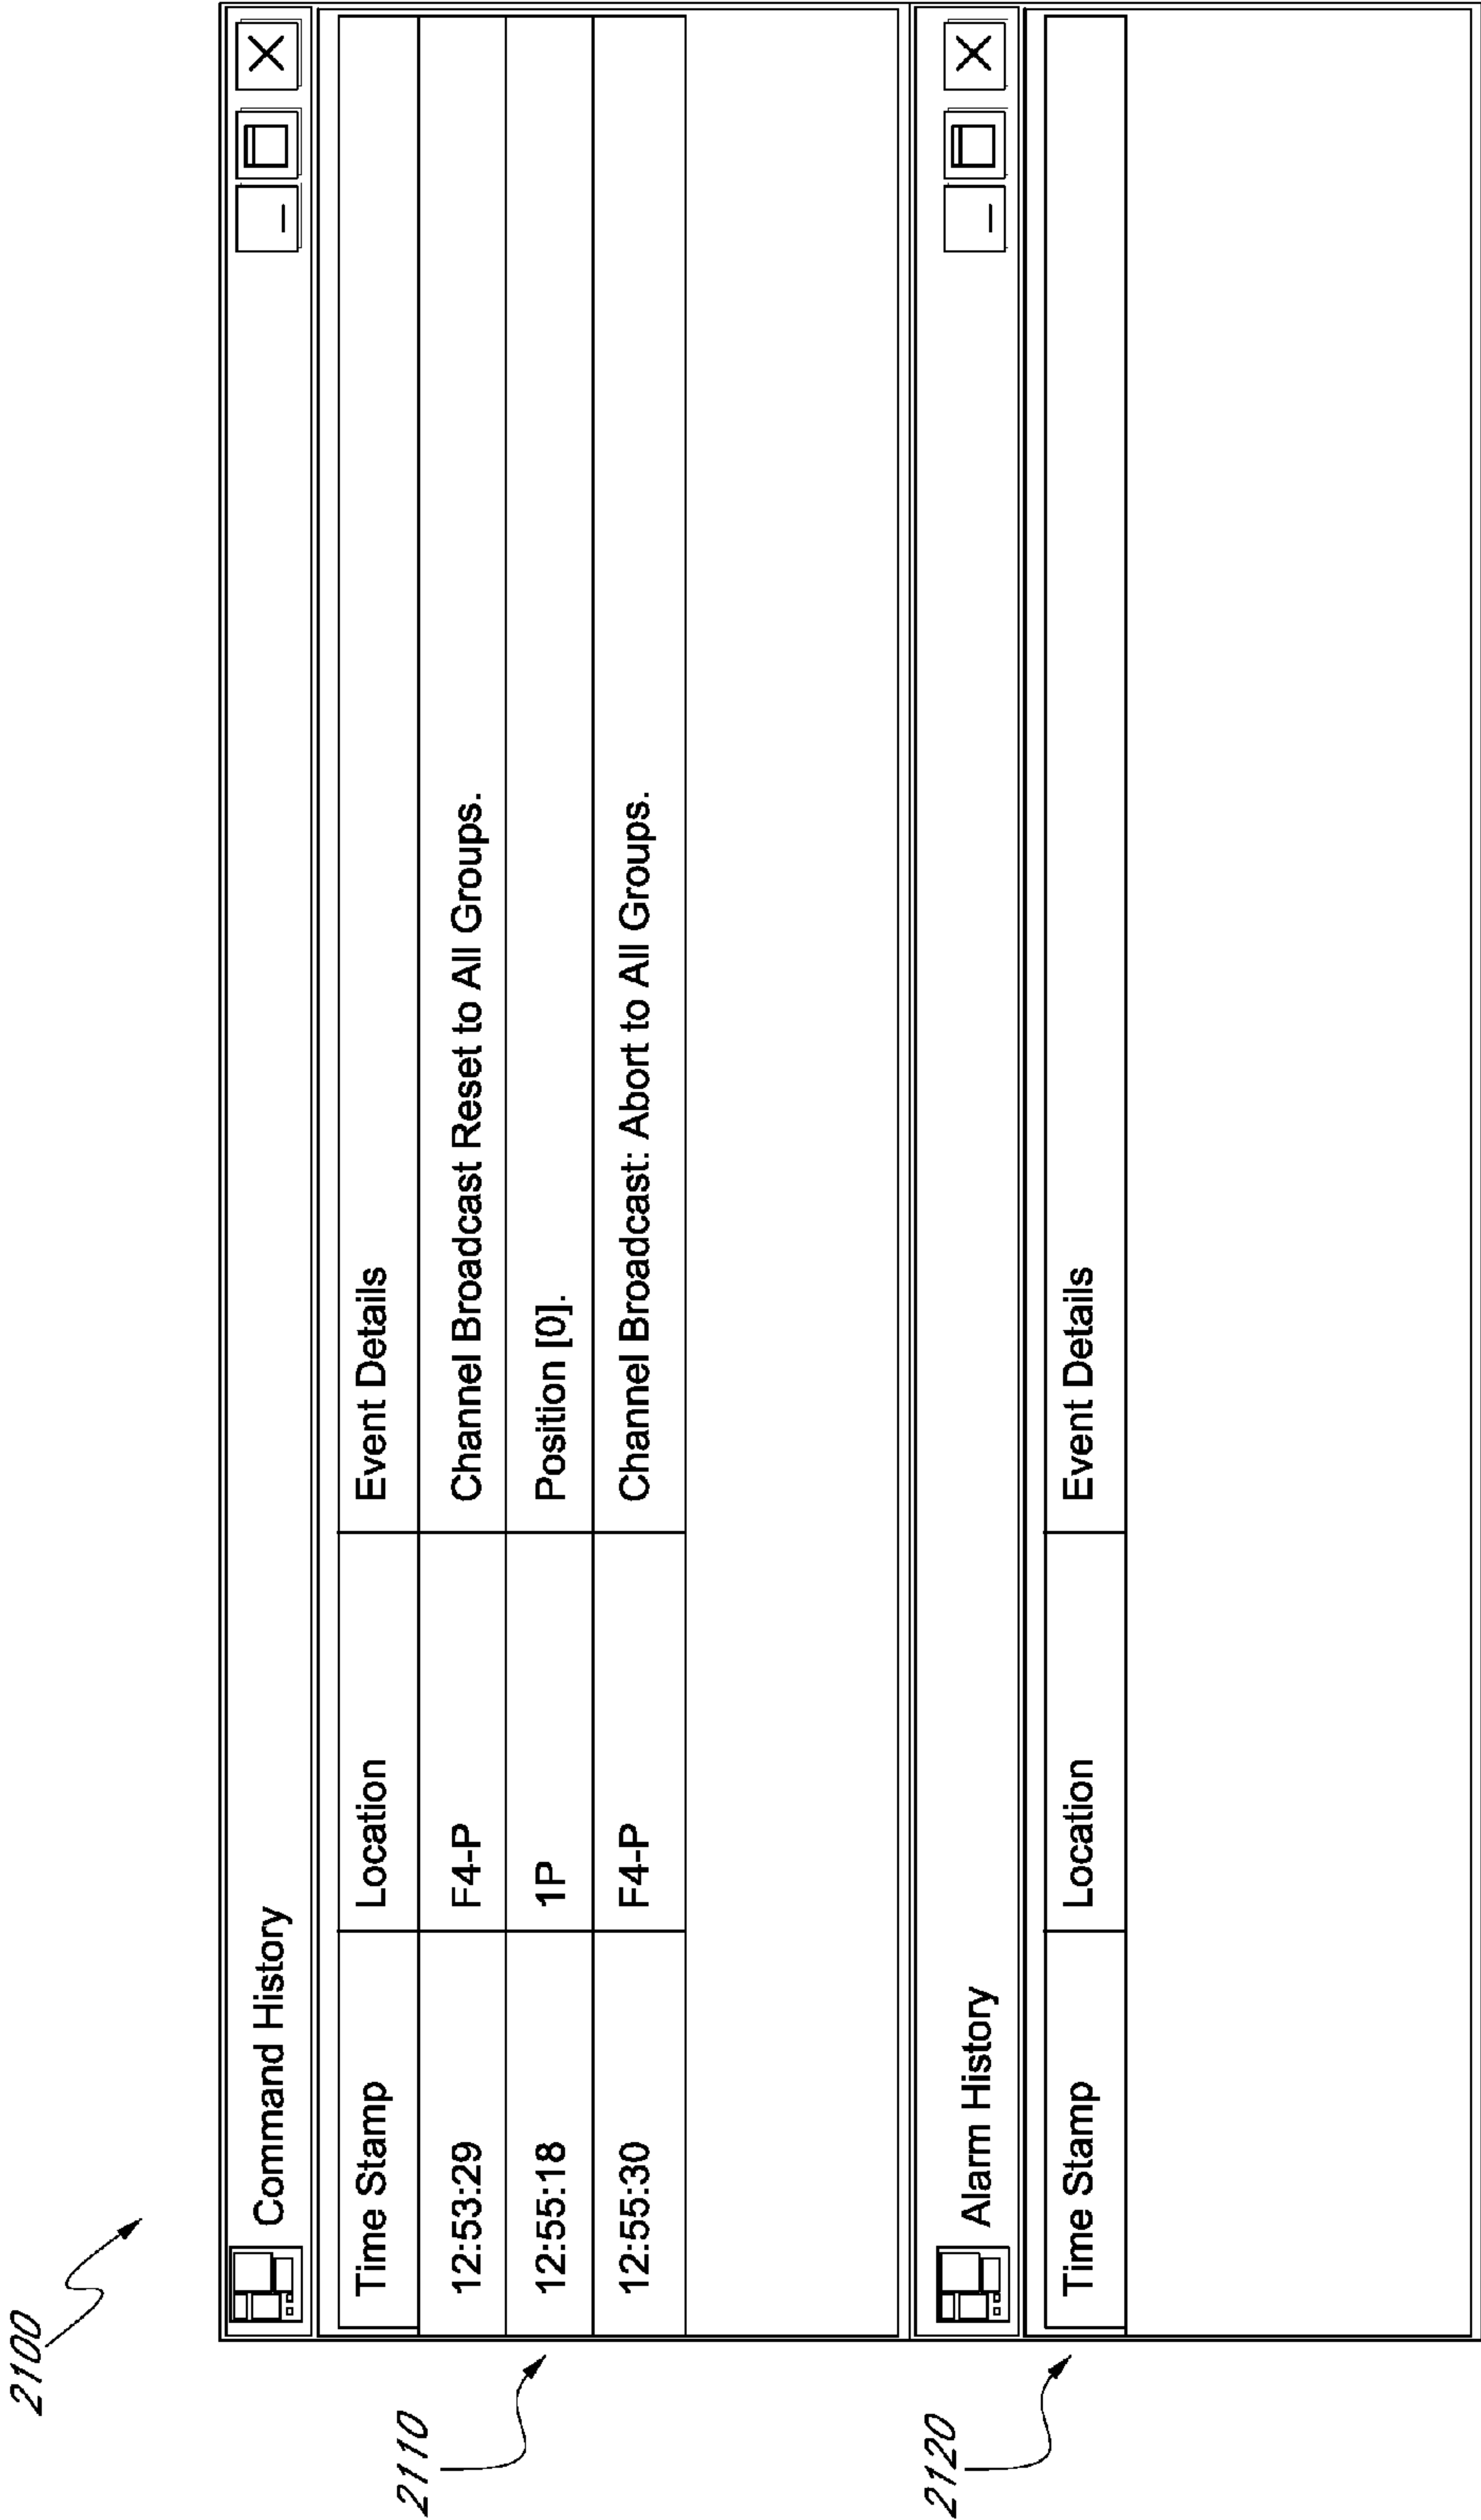 2100
Command History
Time Stamp Location Event Details
12:53:29 F4-P Channel Broadcast Reset to All Groups.
12:55:18 1P Position [0].
12:55:30 F4-P Channel Broadcast: Abort to All Groups.
2110
Alarm History
Time Stamp Location Event Details
2120